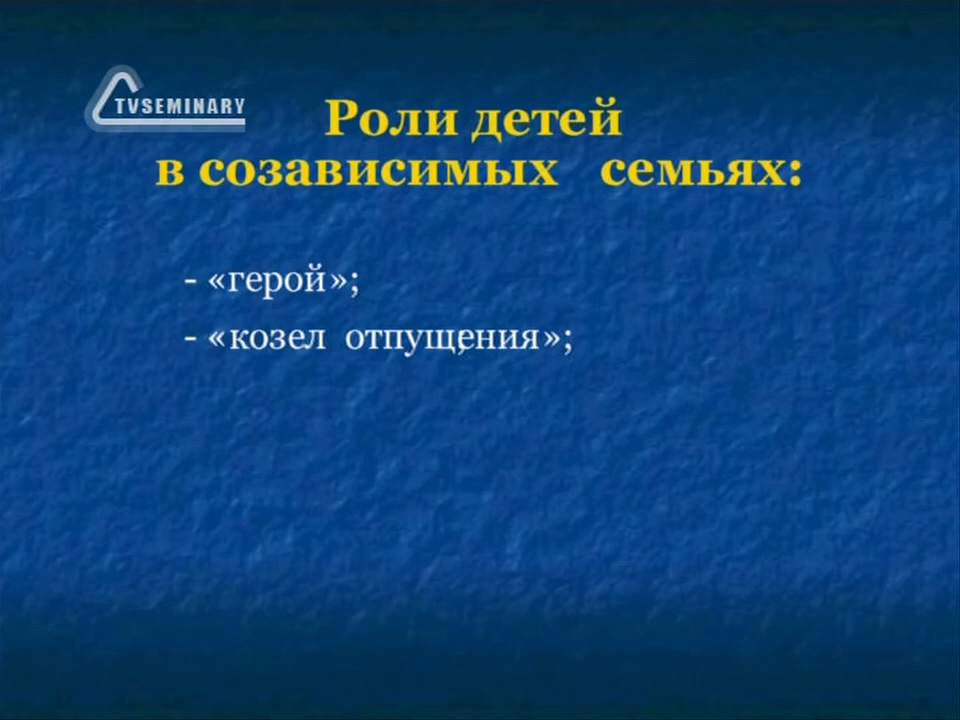 TVSEMINARY
Роли детей
в созависимых семьях:
- «герой»;
- «козел отпущения»;